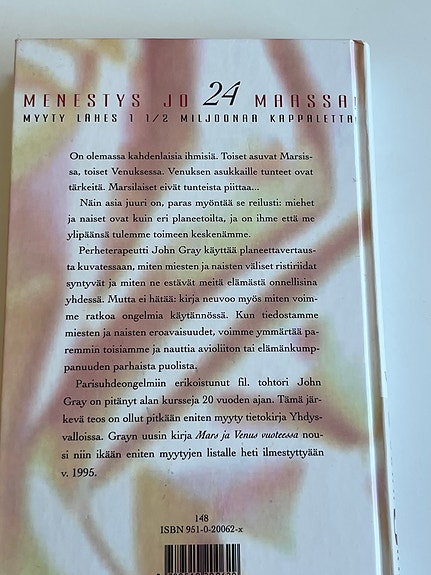 MENESTYS JO 24 MAASSA!
MYYTY LÄHES 1 1/2 MILJOONAA KAPPALETTA
On olemassa kahdenlaisia ihmisiä. Toiset asuvat Marsis-
sa, toiset Venuksessa. Venuksen asukkaille tunteet ovat
tärkeitä. Marsilaiset eivät tunteista piittaa...
Näin asia juuri on, paras myöntää se reilusti: miehet
ja naiset ovat kuin eri planeetoilta, ja on ihme että me
ylipäänsä tulemme toimeen keskenämme.
Perheterapeutti John Gray käyttää planeettavertaus-
ta kuvatessaan, miten miesten ja naisten väliset ristiriidat
syntyvät ja miten ne estävät meitä elämästä onnellisina
yhdessä. Mutta ei hätää: kirja neuvoo myös miten voim-
me ratkoa ongelmia käytännössä. Kun tiedostamme
miesten ja naisten eroavaisuudet, voimme ymmärtää pa-
remmin toisiamme ja nauttia avioliiton tai elämänkump-
panuuden parhaista puolista.
Parisuhdeongelmiin erikoistunut fil. tohtori John
Gray on pitänyt alan kursseja 20 vuoden ajan. Tämä jär-
kevä teos on ollut pitkään eniten myyty tietokirja Yhdys-
valloissa. Grayn uusin kirja Mars ja Venus vuoteessa nou-
si niin ikään eniten myytyjen listalle heti ilmestyttyään
v. 1995.
148
ISBN 951-0-20062-x